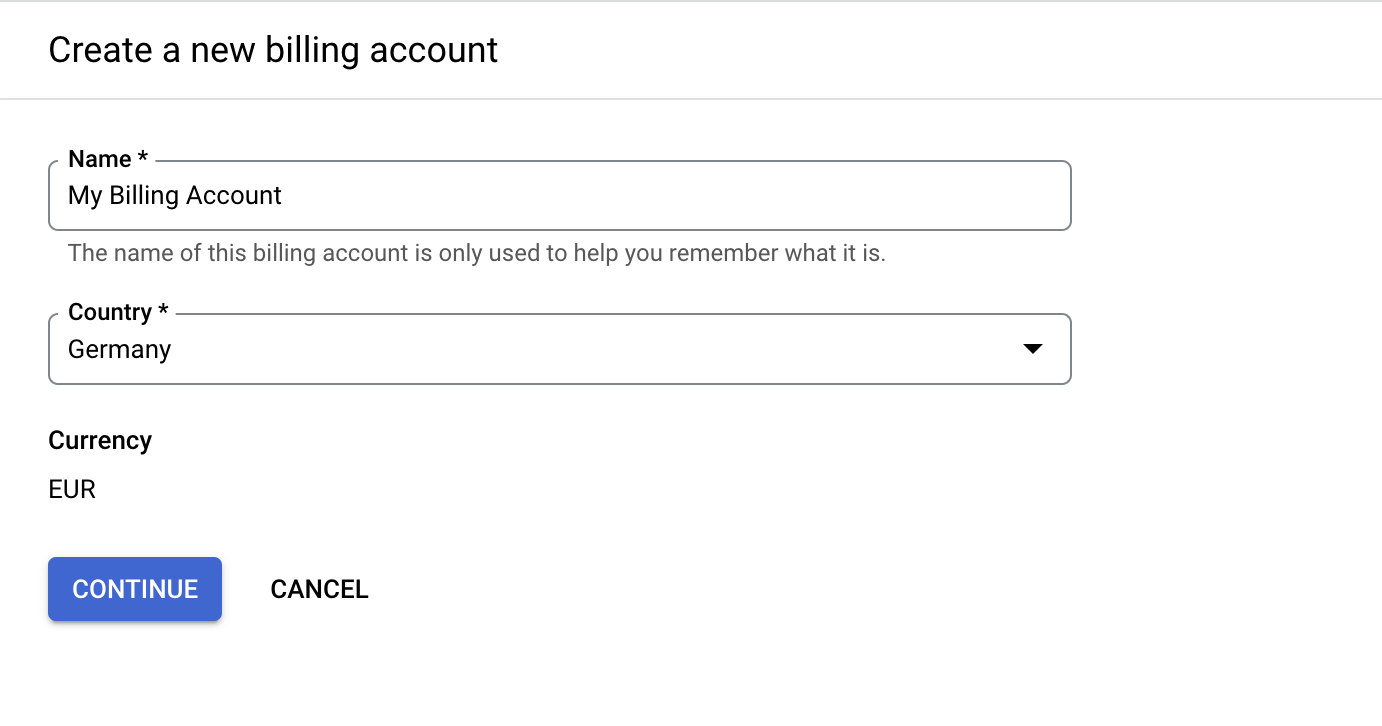 Create a new billing account
Name *
My Billing Account
The name of this billing account is only used to help you remember what it is.
Country *
Germany
Currency
EUR
CONTINUE
CANCEL